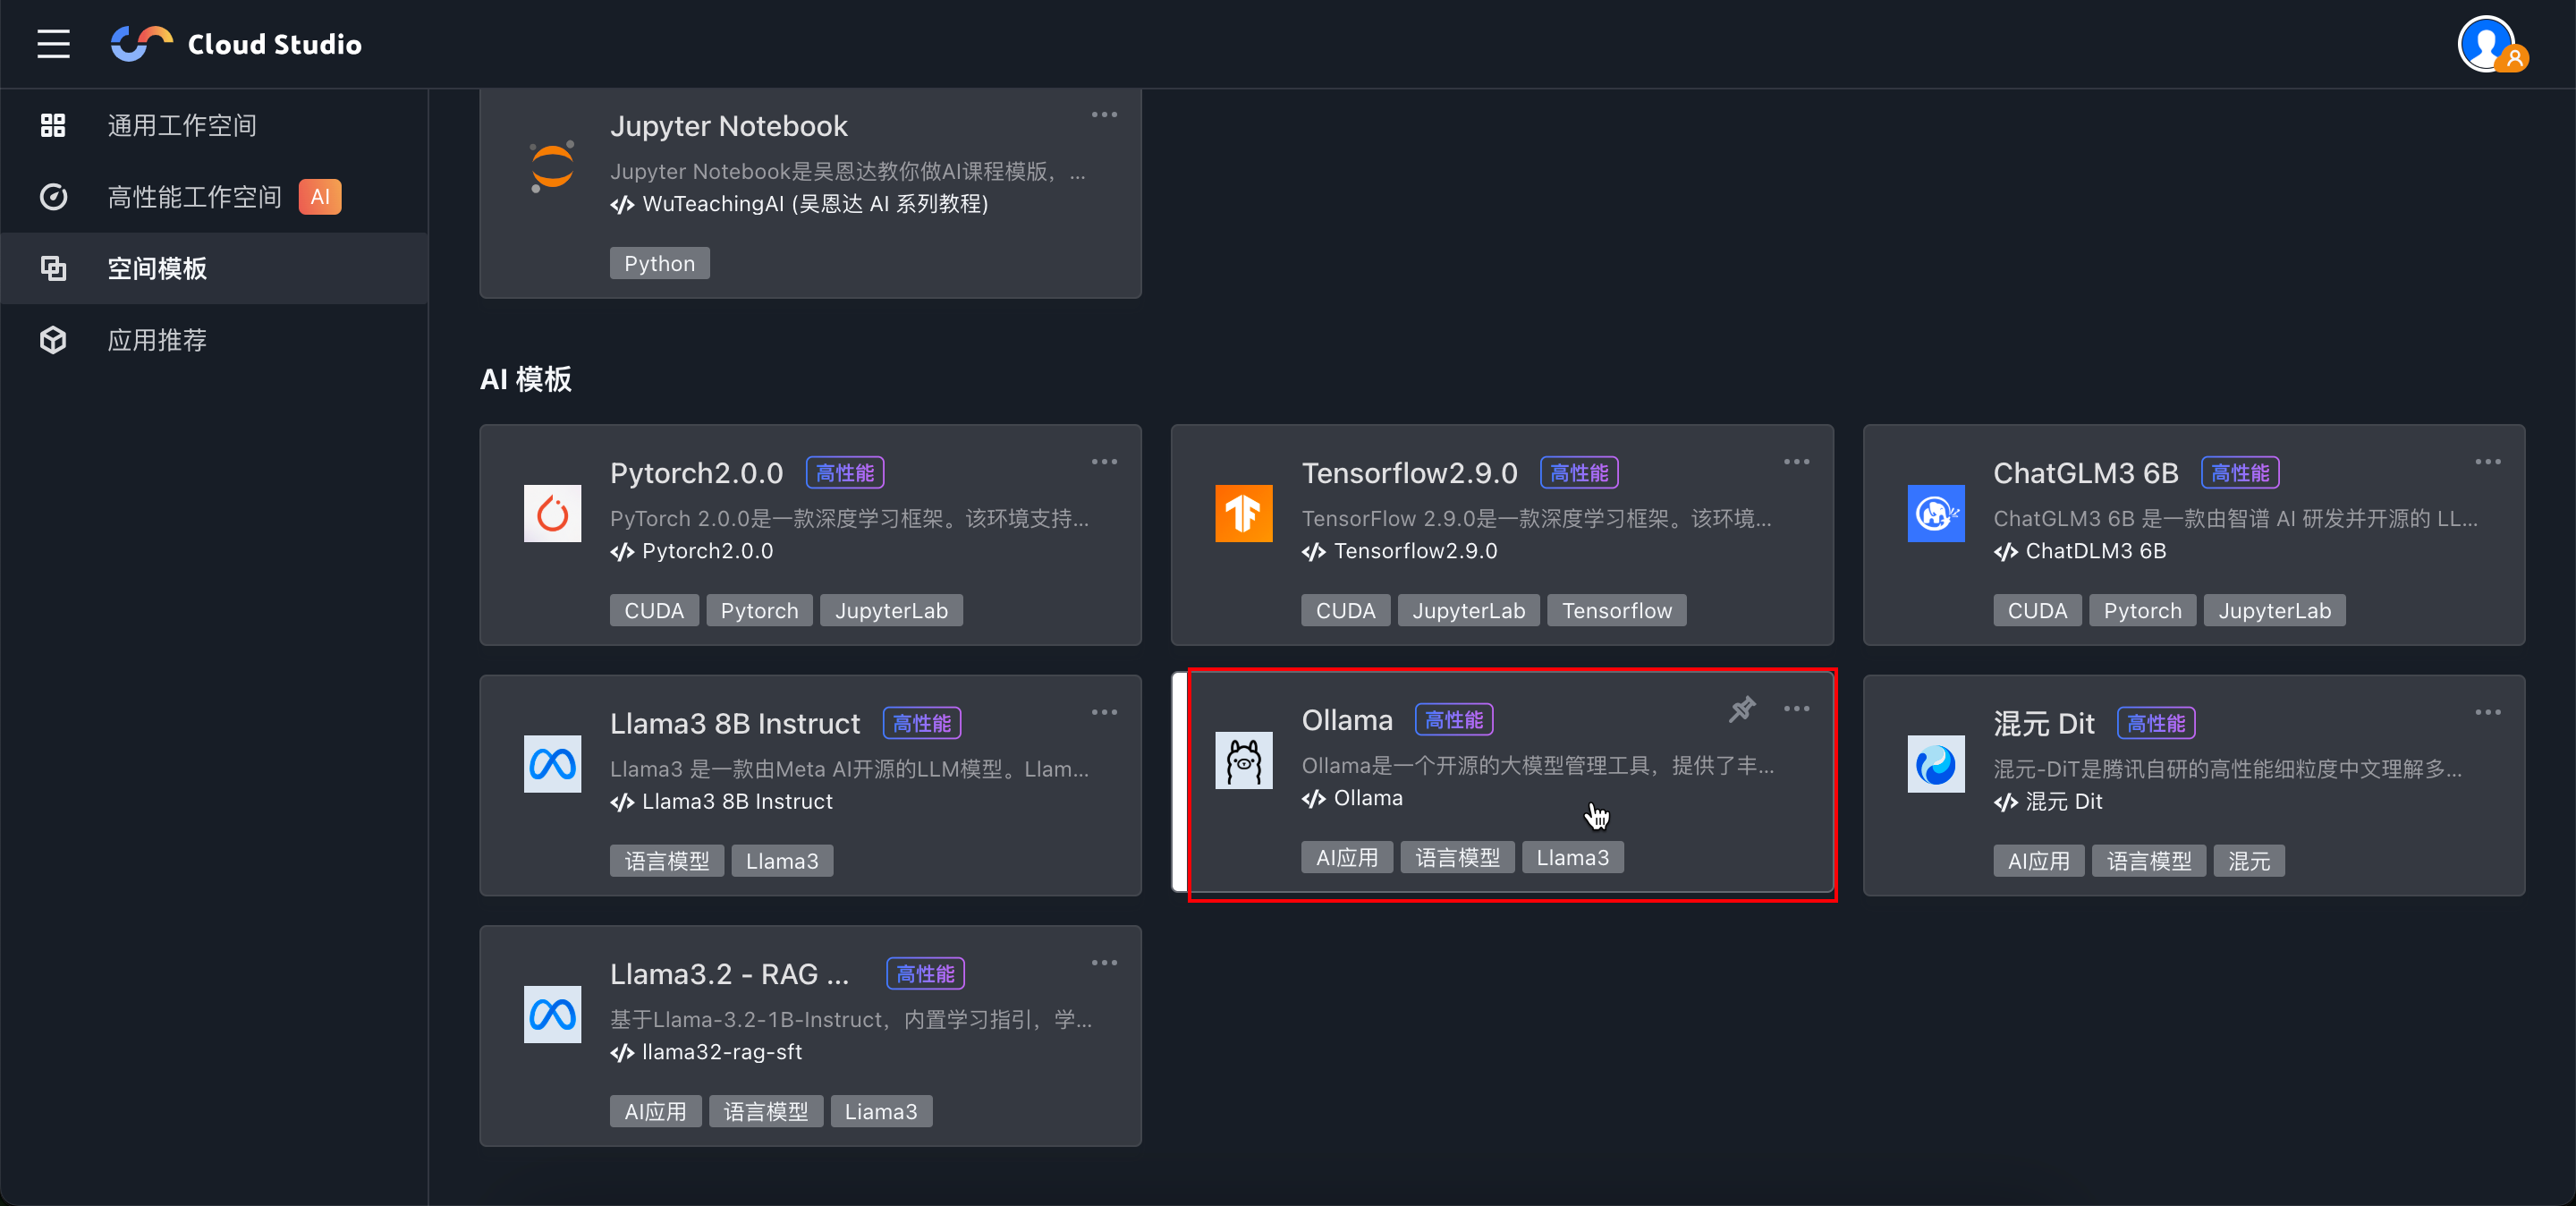 Cloud Studio
通用工作空间
高性能工作空间 AI
空间模板
应用推荐
Jupyter Notebook
Jupyter Notebook是吴恩达教你做AI课程模版，...
WuTeachingAI (吴恩达 AI 系列教程)
Python
AI 模板
Pytorch2.0.0 高性能
PyTorch 2.0.0是一款深度学习框架。该环境支持...
Pytorch2.0.0
CUDA Pytorch JupyterLab
Tensorflow2.9.0 高性能
TensorFlow 2.9.0是一款深度学习框架。该环境...
Tensorflow2.9.0
CUDA JupyterLab Tensorflow
ChatGLM3 6B 高性能
ChatGLM3 6B 是一款由智谱 AI 研发并开源的 LL...
ChatDLM3 6B
CUDA Pytorch JupyterLab
Llama3 8B Instruct 高性能
Llama3 是一款由Meta AI开源的LLM模型。Llam...
Llama3 8B Instruct
语言模型 Llama3
Ollama 高性能
Ollama是一个开源的大模型管理工具，提供了丰...
Ollama
AI应用 语言模型 Llama3
混元 Dit 高性能
混元-DiT是腾讯自研的高性能细粒度中文理解多...
混元 Dit
AI应用 语言模型 混元
Llama3.2 - RAG ... 高性能
基于Llama-3.2-1B-Instruct，内置学习指引，学...
llama32-rag-sft
AI应用 语言模型 Liama3